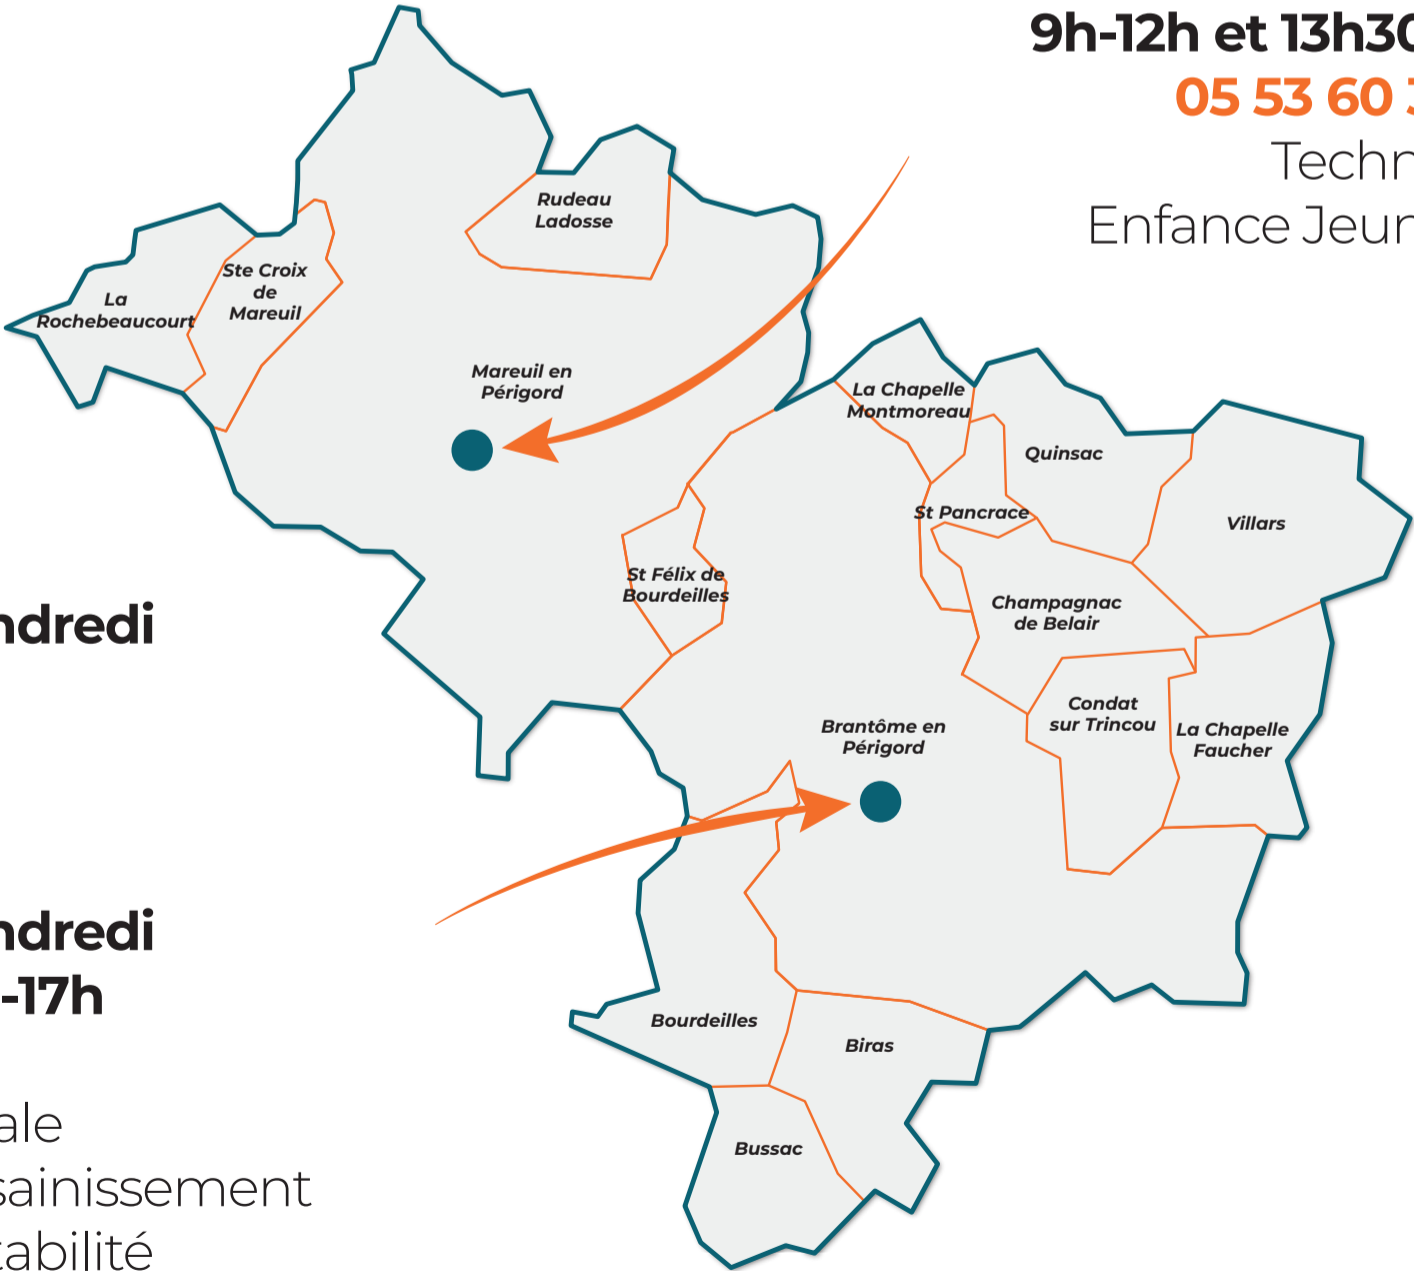 9h-12h et 13h30
05 53 60
Techn
Enfance Jeun
Rudeau
Ladosse
Ste Croix
de
Mareuil
La
Rochebeaucourt
Mareuil en
Périgord
La Chapelle
Montmoreau
Quinsac
St Pancrace
Villars
St Félix de
Bourdeilles
Champagnac
de Belair
ndredi
Condat
sur Trincou
La Chapelle
Faucher
Brantôme en
Périgord
ndredi
-17h
Bourdeilles
Biras
Bussac
ale
sainissement
tabilité